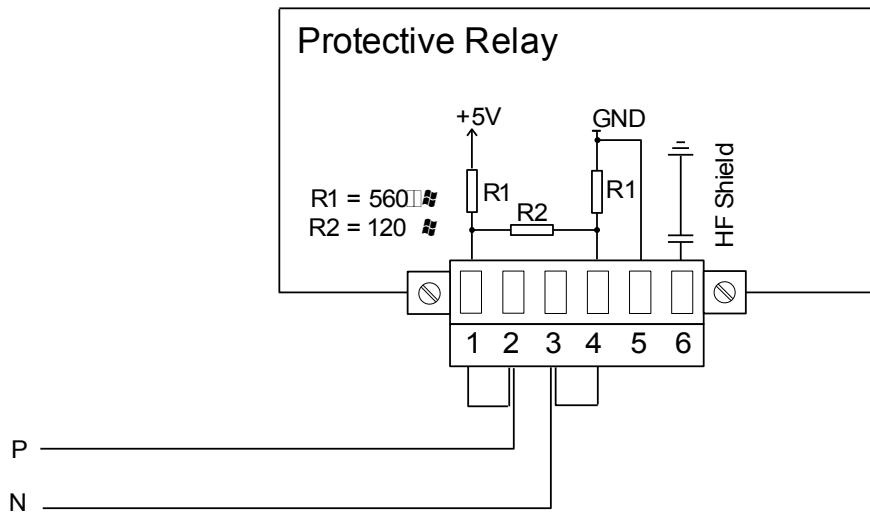 Protective Relay
+5V
GND
R1 = 560
R2 = 120
R1
R2
R1
HF Shield
1 2 3 4 5 6
P
N